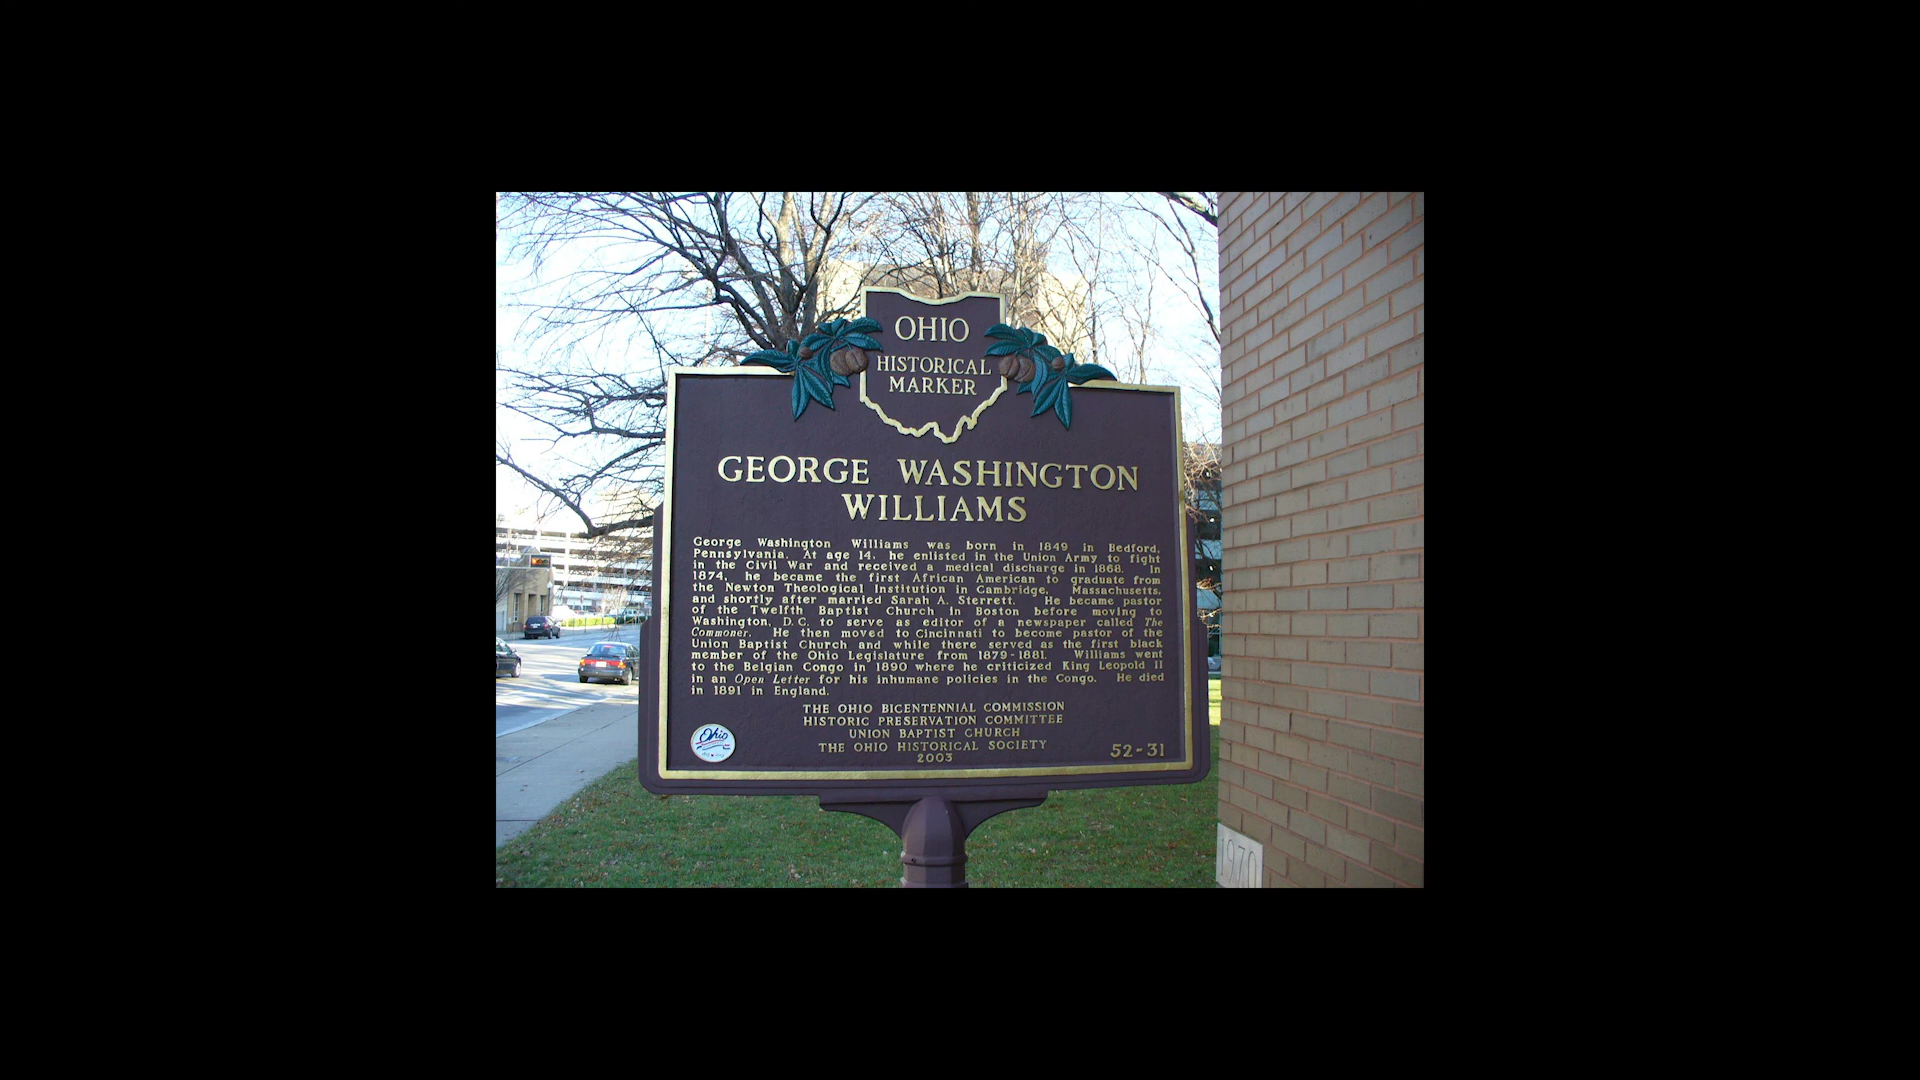 OHIO
HISTORICAL
MARKER
GEORGE WASHINGTON
WILLIAMS
George Washington Williams was born in 1849 in Bedford,
Pennsylvania. At age 14, he enlisted in the Union Army to fight
in the Civil War and received a medical discharge in 1868. In
1874, he became the first African American to graduate from
the Newton Theological Institution in Cambridge, Massachusetts,
and shortly after married Sarah A. Sterrett. He became pastor
of the Twelfth Baptist Church in Boston before moving to
Washington, D.C. to serve as editor of a newspaper called The
Commoner. He then moved to Cincinnati to become pastor of the
Union Baptist Church and while there served as the first black
member of the Ohio Legislature from 1879-1881. Williams went
to the Belgian Congo in 1890 where he criticized King Leopold II
in an Open Letter for his inhumane policies in the Congo. He died
in 1891 in England.
THE OHIO BICENTENNIAL COMMISSION
HISTORIC PRESERVATION COMMITTEE
UNION BAPTIST CHURCH
THE OHIO HISTORICAL SOCIETY
2003
52-31
Ohio
1970